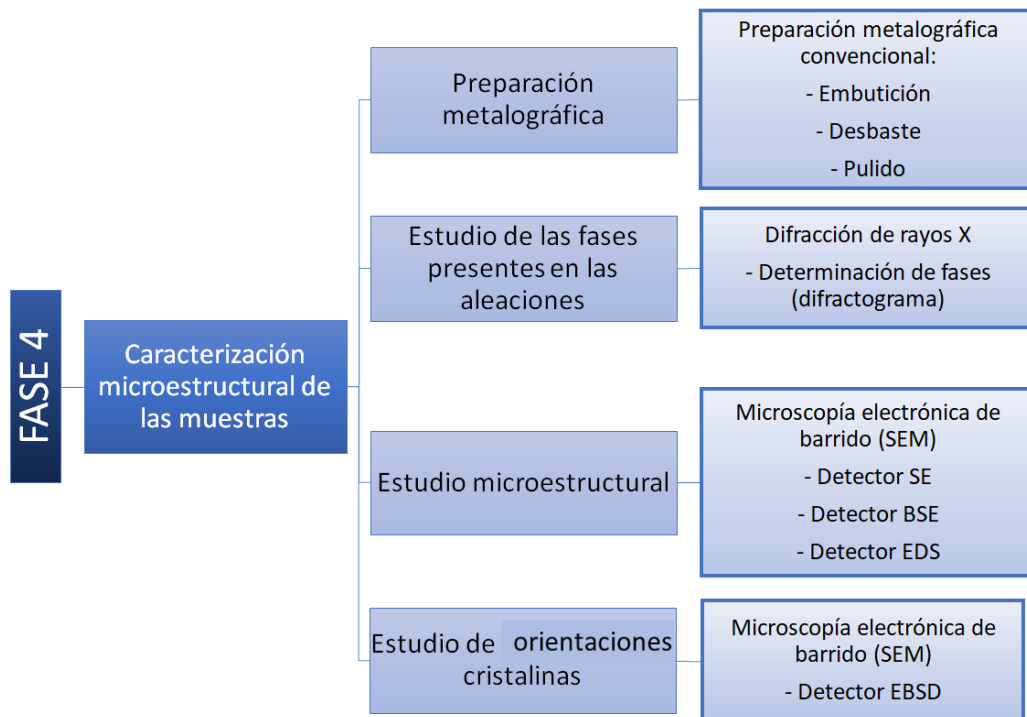 FASE 4
Caracterización
microestructural de
las muestras
Preparación
metalográfica
Preparación metalográfica
convencional:
- Embutición
- Desbaste
- Pulido
Estudio de las fases
presentes en las
aleaciones
Difracción de rayos X
- Determinación de fases
(difractograma)
Estudio microestructural
Microscopía electrónica de
barrido (SEM)
- Detector SE
- Detector BSE
- Detector EDS
Estudio de orientaciones
cristalinas
Microscopía electrónica de
barrido (SEM)
- Detector EBSD